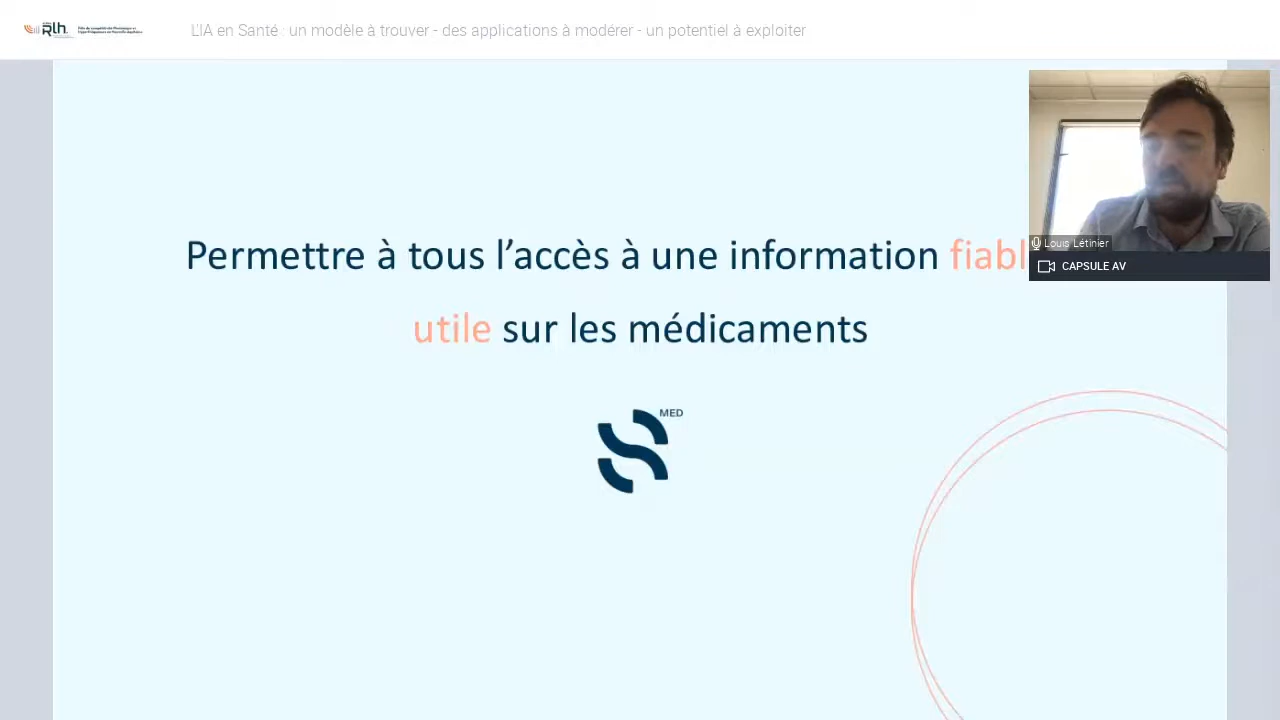 Rlh.
L'IA en Santé : un modèle à trouver - des applications à modérer - un potentiel à exploiter
Permettre à tous l'accès à une information fiabl
utile sur les médicaments
MED
Louis Létinier
CAPSULE AV